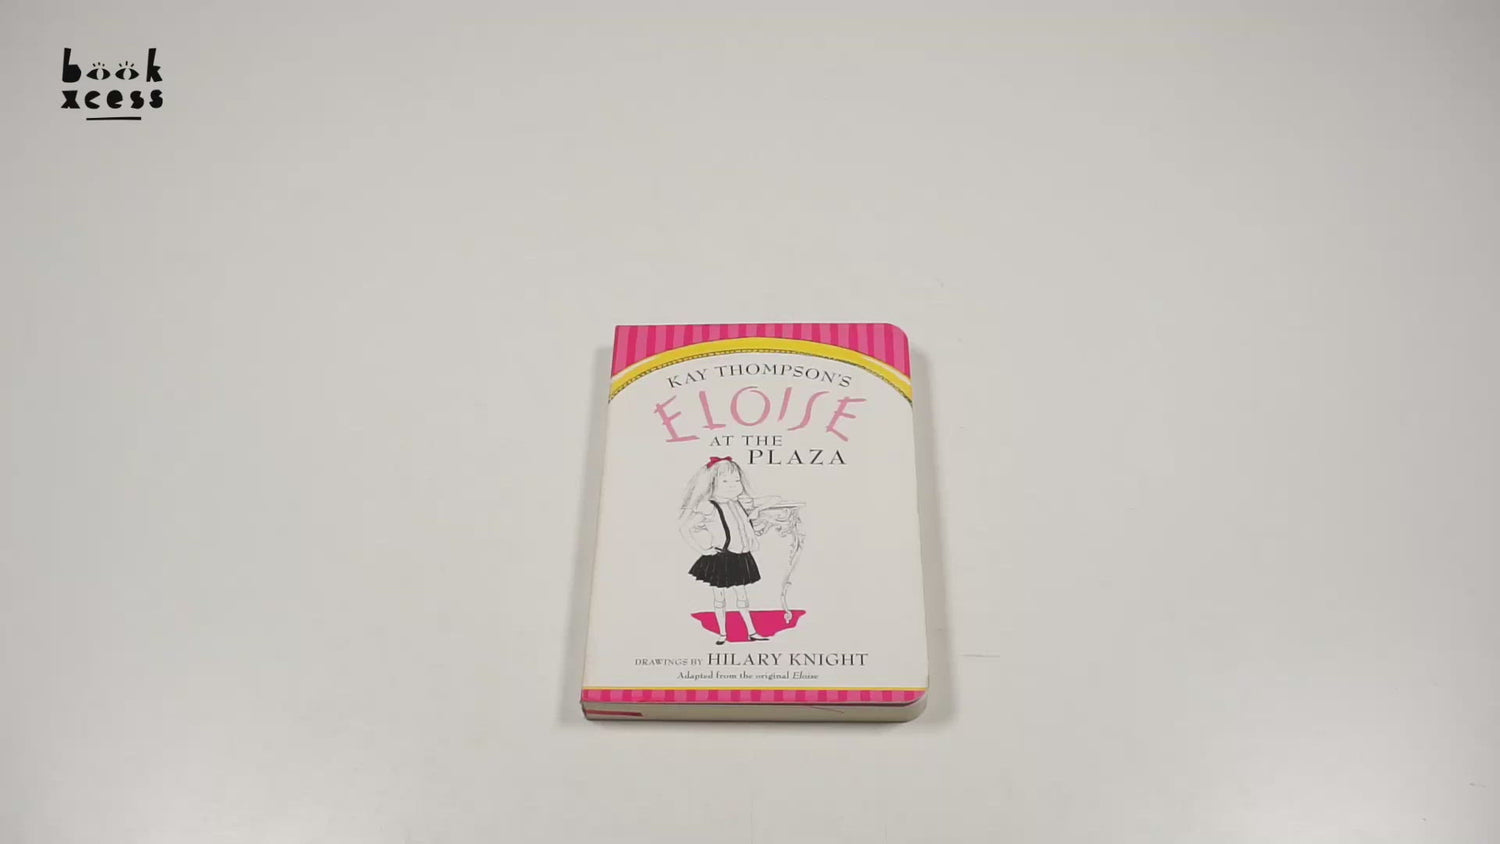 book
xcess
KAY THOMPSON'S
ELOISE
AT THE
PLAZA
DRAWINGS BY HILARY KNIGHT
Adapted from the original Eloise